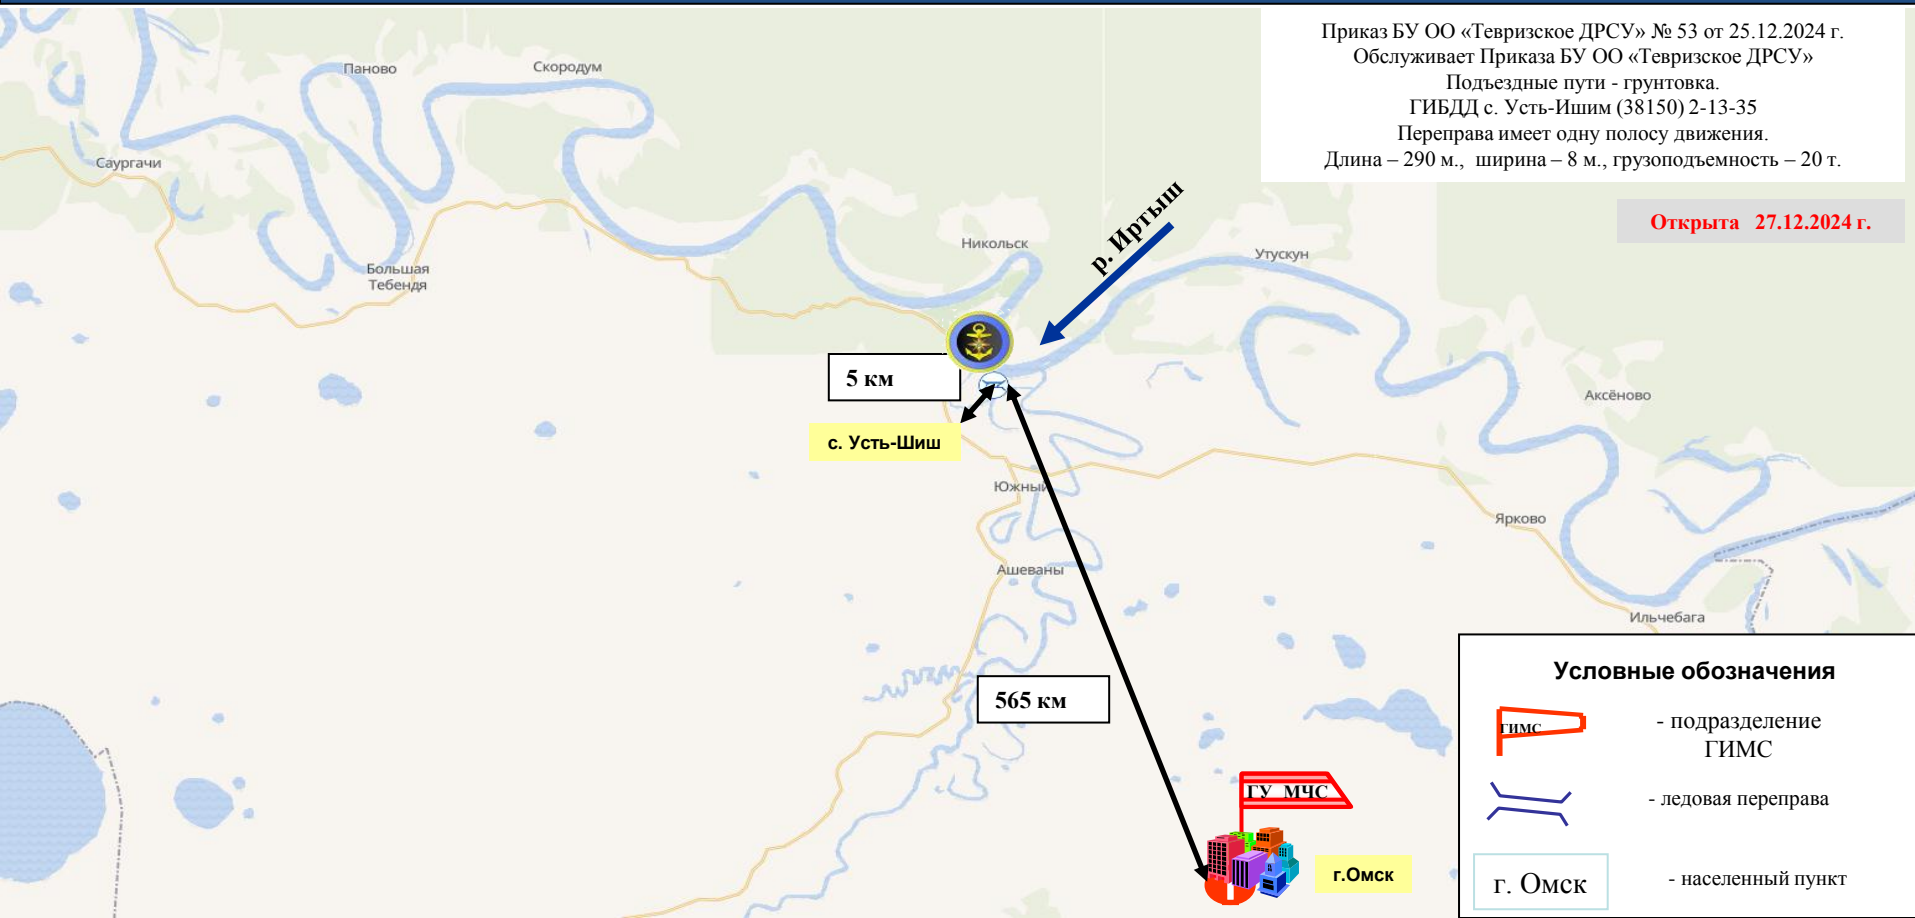 Приказ БУ ОО «Тевризское ДРСУ» № 53 от 25.12.2024 г.
Обслуживает Приказа БУ ОО «Тевризское ДРСУ»
Подъездные пути - грунтовка.
ГИБДД с. Усть-Ишим (38150) 2-13-35
Переправа имеет одну полосу движения.
Длина – 290 м., ширина – 8 м., грузоподъемность – 20 т.
Открыта 27.12.2024 г.
Паново
Скородум
Саургачи
Большая
Тебендя
Никольск
р. Иртыш
Утускун
5 км
с. Усть-Шиш
Аксёново
Южный
Ярково
Ашеваны
Ильчебага
565 км
ГУ МЧС
г.Омск
Условные обозначения
ГИМС
- подразделение
ГИМС
- ледовая переправа
г. Омск
- населенный пункт